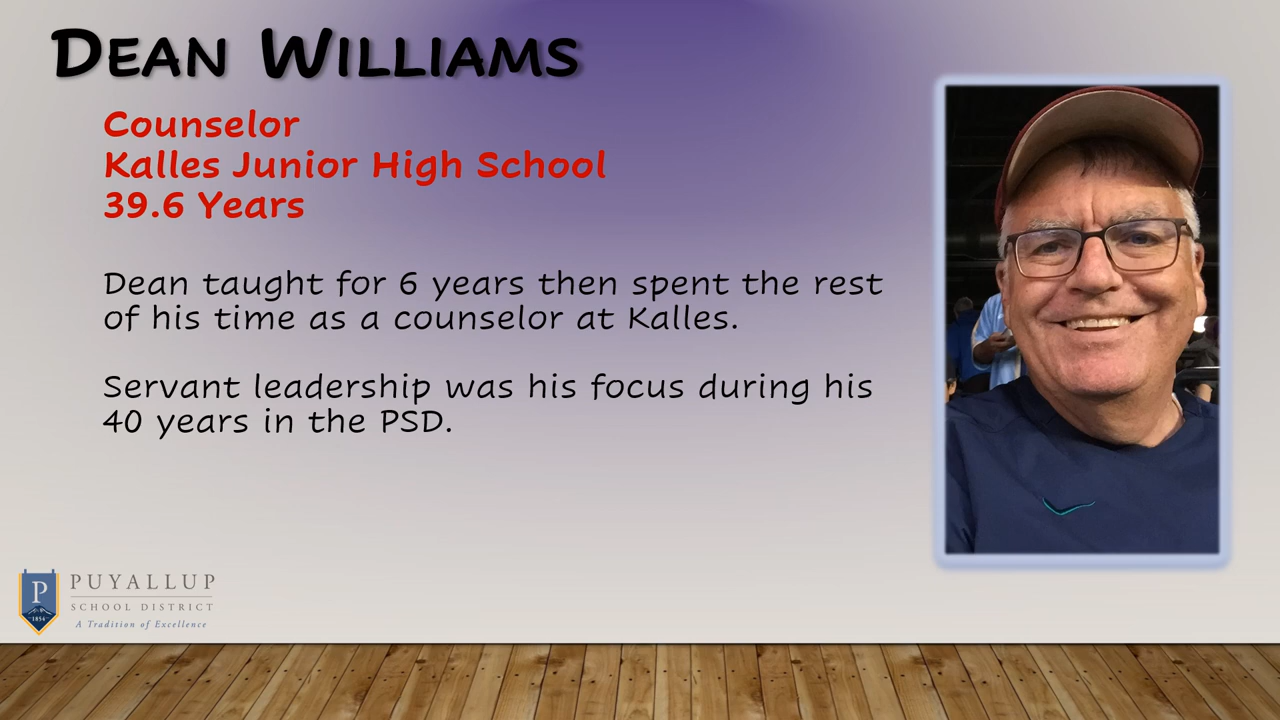 Dean Williams
Counselor
Kalles Junior High School
39.6 Years
Dean taught for 6 years then spent the rest
of his time as a counselor at Kalles.
Servant leadership was his focus during his
40 years in the PSD.
P
1854
PUYALLUP
SCHOOL DISTRICT
A Tradition of Excellence